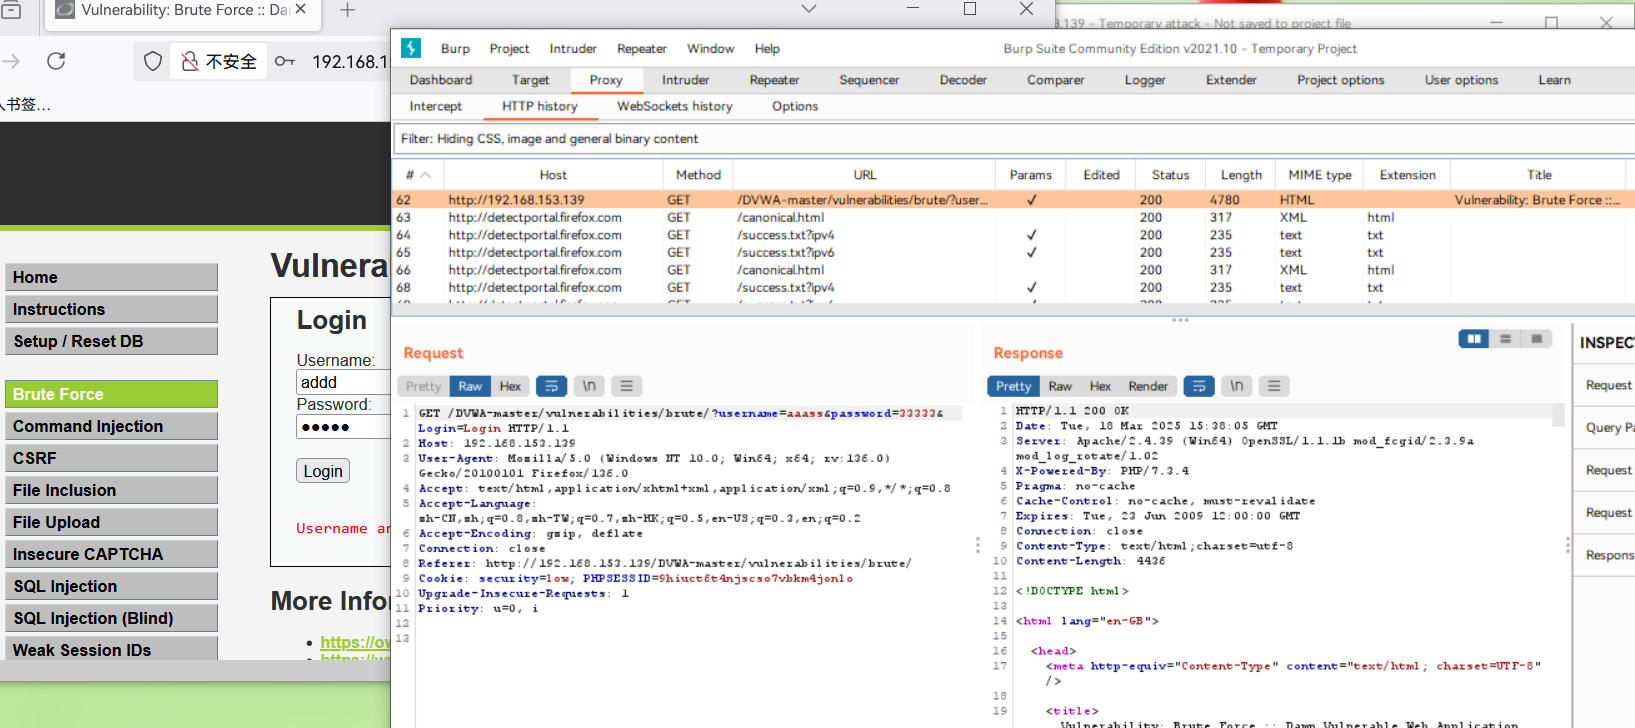 Vulnerability: Brute Force :: Da
不安全
192.168.1
书签...
Home
Instructions
Setup / Reset DB
Brute Force
Command Injection
CSRF
File Inclusion
File Upload
Insecure CAPTCHA
SQL Injection
SQL Injection (Blind)
Weak Session IDs
Vulnera
Login
Username:
addd
Password:
●●●●●
Login
Username an
More Info
https://ow
3.139 - Temporary attack - Not saved to project file
Burp Project Intruder Repeater Window Help
Burp Suite Community Edition v2021.10 - Temporary Project
Dashboard Target Proxy Intruder Repeater Sequencer Decoder Comparer Logger Extender Project options User options Learn
Intercept HTTP history WebSockets history Options
Filter: Hiding CSS, image and general binary content
# Host Method URL Params Edited Status Length MIME type Extension Title
62 http://192.168.153.139 GET /DVWA-master/vulnerabilities/brute/?user... ✓ 200 4780 HTML Vulnerability: Brute Force ::...
63 http://detectportal.firefox.com GET /canonical.html 200 317 XML html
64 http://detectportal.firefox.com GET /success.txt?ipv4 ✓ 200 235 text txt
65 http://detectportal.firefox.com GET /success.txt?ipv6 ✓ 200 235 text txt
66 http://detectportal.firefox.com GET /canonical.html 200 317 XML html
68 http://detectportal.firefox.com GET /success.txt?ipv4 ✓ 200 235 text txt
Request
Pretty Raw Hex \n
1 GET /DVWA-master/vulnerabilities/brute/?username=aaass&password=33333&
Login=Login HTTP/1.1
2 Host: 192.168.153.139
3 User-Agent: Mozilla/5.0 (Windows NT 10.0; Win64; x64; rv:136.0)
Gecko/20100101 Firefox/136.0
4 Accept: text/html,application/xhtml+xml,application/xml;q=0.9,*/*;q=0.8
5 Accept-Language:
zh-CN,zh;q=0.8,zh-TW;q=0.7,zh-HK;q=0.5,en-US;q=0.3,en;q=0.2
6 Accept-Encoding: gzip, deflate
7 Connection: close
8 Referer: http://192.168.153.139/DVWA-master/vulnerabilities/brute/
9 Cookie: security=low; PHPSESSID=9hiuct6t4njscso7vbkm4jonlo
10 Upgrade-Insecure-Requests: 1
11 Priority: u=0, i
12
13
Response
Pretty Raw Hex Render \n
1 HTTP/1.1 200 OK
2 Date: Tue, 18 Mar 2025 15:38:05 GMT
3 Server: Apache/2.4.39 (Win64) OpenSSL/1.1.1b mod_fcgid/2.3.9a
mod_log_rotate/1.02
4 X-Powered-By: PHP/7.3.4
5 Pragma: no-cache
6 Cache-Control: no-cache, must-revalidate
7 Expires: Tue, 23 Jun 2009 12:00:00 GMT
8 Connection: close
9 Content-Type: text/html;charset=utf-8
10 Content-Length: 4436
11
12 <!DOCTYPE html>
13
14 <html lang="en-GB">
15
16 <head>
17 <meta http-equiv="Content-Type" content="text/html; charset=UTF-8"
/>
18
19 <title>
Vulnerability: Brute Force :: Damn Vulnerable Web Application
INSPEC
Request
Query Pa
Request
Request
Respons